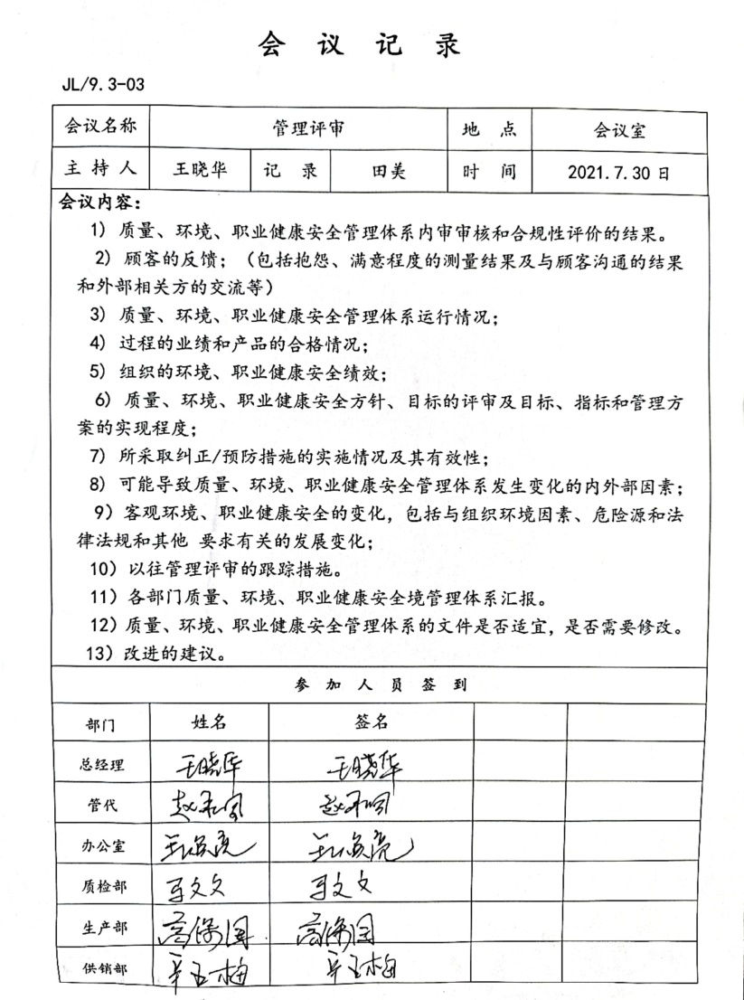 会议记录
JL/9.3-03
会议名称 管理评审 地 点 会议室
主 持 人 王晓华 记 录 田美 时 间 2021.7.30 日
会议内容：
1）质量、环境、职业健康安全管理体系内审审核和合规性评价的结果。
2）顾客的反馈；（包括抱怨、满意程度的测量结果及与顾客沟通的结果
和外部相关方的交流等）
3）质量、环境、职业健康安全管理体系运行情况；
4）过程的业绩和产品的合格情况；
5）组织的环境、职业健康安全绩效；
6）质量、环境、职业健康安全方针、目标的评审及目标、指标和管理方
案的实现程度；
7）所采取纠正/预防措施的实施情况及其有效性；
8）可能导致质量、环境、职业健康安全管理体系发生变化的内外部因素；
9）客观环境、职业健康安全的变化，包括与组织环境因素、危险源和法
律法规和其他 要求有关的发展变化；
10）以往管理评审的跟踪措施。
11）各部门质量、环境、职业健康安全境管理体系汇报。
12）质量、环境、职业健康安全管理体系的文件是否适宜，是否需要修改。
13）改进的建议。
参 加 人 员 签 到
部门 姓名 签名
总经理 王晓华 王晓华
管代
办公室
质检部 马文文 马文文
生产部 高保国 高保国
供销部 辛玉梅 辛玉梅